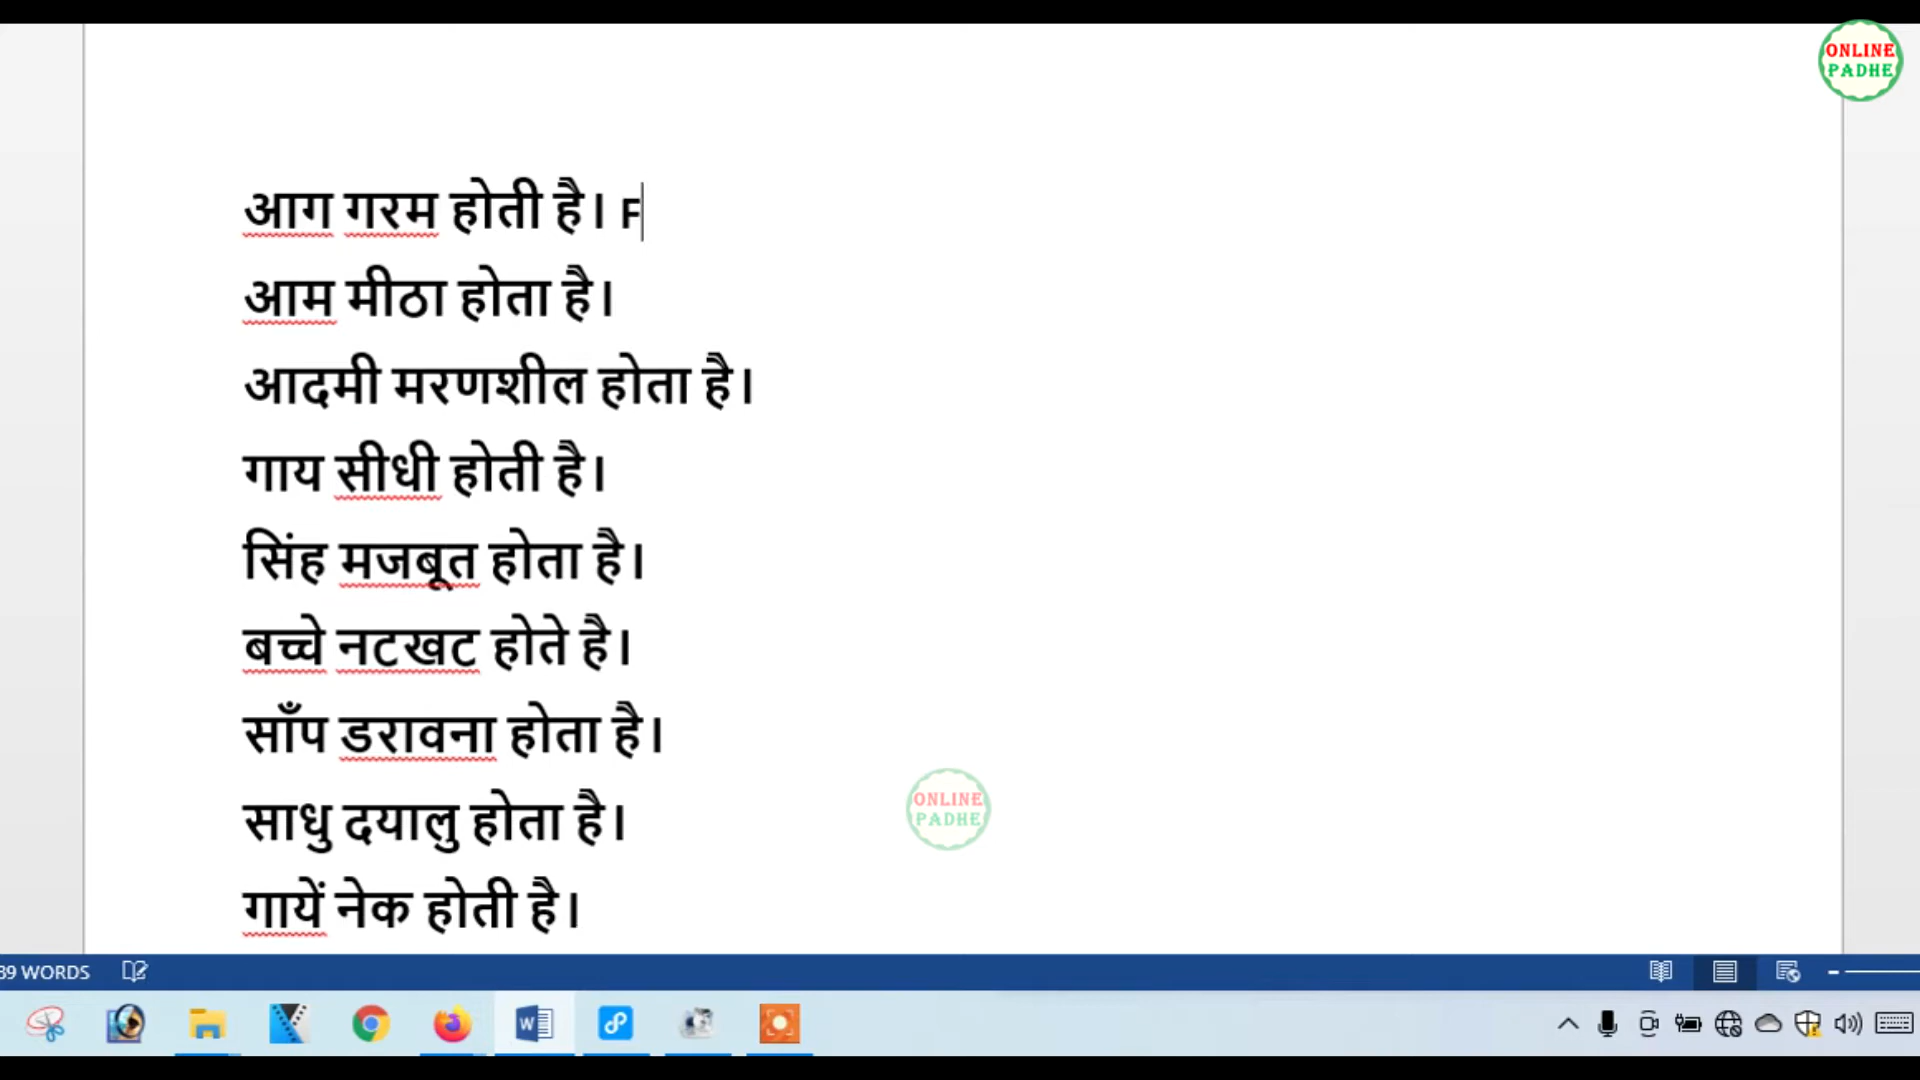 ONLINE
PADHE
आग गरम होती है। F
आम मीठा होता है।
आदमी मरणशील होता है।
गाय सीधी होती है।
सिंह मजबूत होता है।
बच्चे नटखट होते है।
साँप डरावना होता है।
साधु दयालु होता है।
गायें नेक होती है।
ONLINE
PADHE
39 WORDS